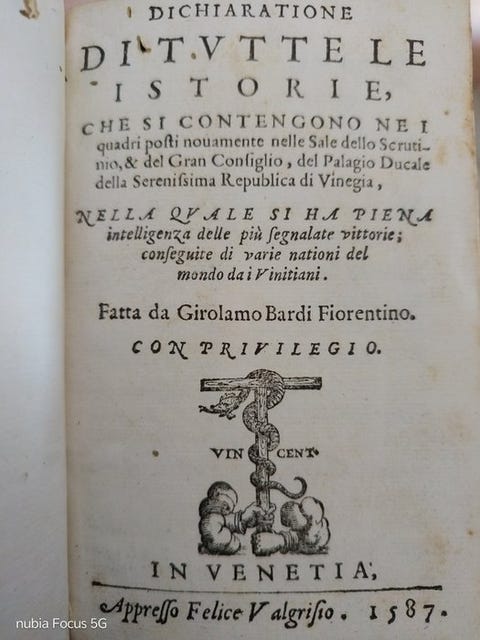 DICHIARATIONE
DI TVTTE LE
ISTORIE,
CHE SI CONTENGONO NEI
quadri posti nouamente nelle Sale dello Scruti-
nio, & del Gran Consiglio, del Palagio Ducale
della Serenissima Republica di Vinegia,
NELLA QVALE SI HA PIENA
intelligenza delle più segnalate vittorie;
conseguite di varie nationi del
mondo da i Vinitiani.
Fatta da Girolamo Bardi Fiorentino.
CON PRIVILEGIO.
VIN CENT.
IN VENETIA,
Appresso Felice Valgrisio. 1587.
nubia Focus 5G